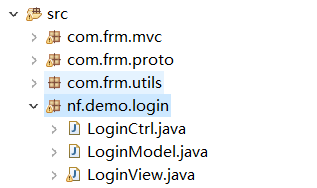 src
com.frm.mvc
com.frm.proto
com.frm.utils
nf.demo.login
LoginCtrl.java
LoginModel.java
LoginView.java